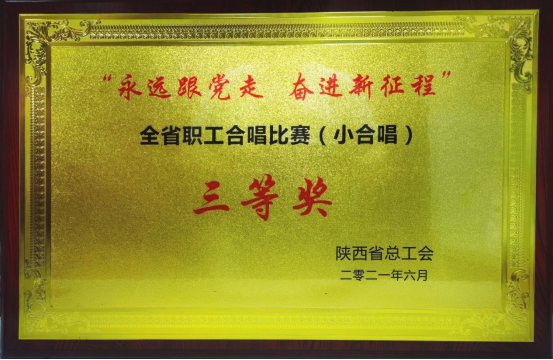 “永远跟党走 奋进新征程”
全省职工合唱比赛（小合唱）
三等奖
陕西省总工会
二零二一年六月